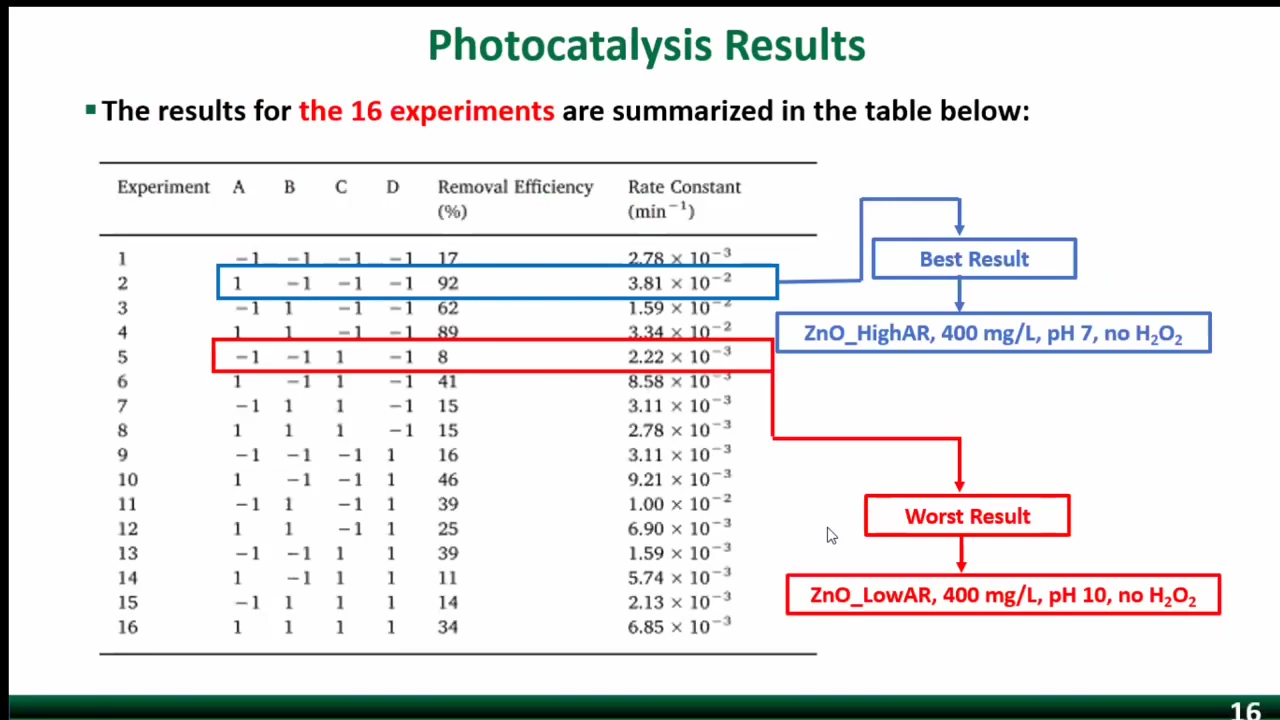 Photocatalysis Results
▪ The results for the 16 experiments are summarized in the table below:
Experiment A B C D Removal Efficiency (%) Rate Constant (min⁻¹)
1 −1 −1 −1 −1 17 2.78 × 10⁻³
2 1 −1 −1 −1 92 3.81 × 10⁻²
3 −1 1 −1 −1 62 1.59 × 10⁻²
4 1 1 −1 −1 89 3.34 × 10⁻²
5 −1 −1 1 −1 8 2.22 × 10⁻³
6 1 −1 1 −1 41 8.58 × 10⁻³
7 −1 1 1 −1 15 3.11 × 10⁻³
8 1 1 1 −1 15 2.78 × 10⁻³
9 −1 −1 −1 1 16 3.11 × 10⁻³
10 1 −1 −1 1 46 9.21 × 10⁻³
11 −1 1 −1 1 39 1.00 × 10⁻²
12 1 1 −1 1 25 6.90 × 10⁻³
13 −1 −1 1 1 39 1.59 × 10⁻³
14 1 −1 1 1 11 5.74 × 10⁻³
15 −1 1 1 1 14 2.13 × 10⁻³
16 1 1 1 1 34 6.85 × 10⁻³
Best Result
ZnO_HighAR, 400 mg/L, pH 7, no H₂O₂
Worst Result
ZnO_LowAR, 400 mg/L, pH 10, no H₂O₂
16